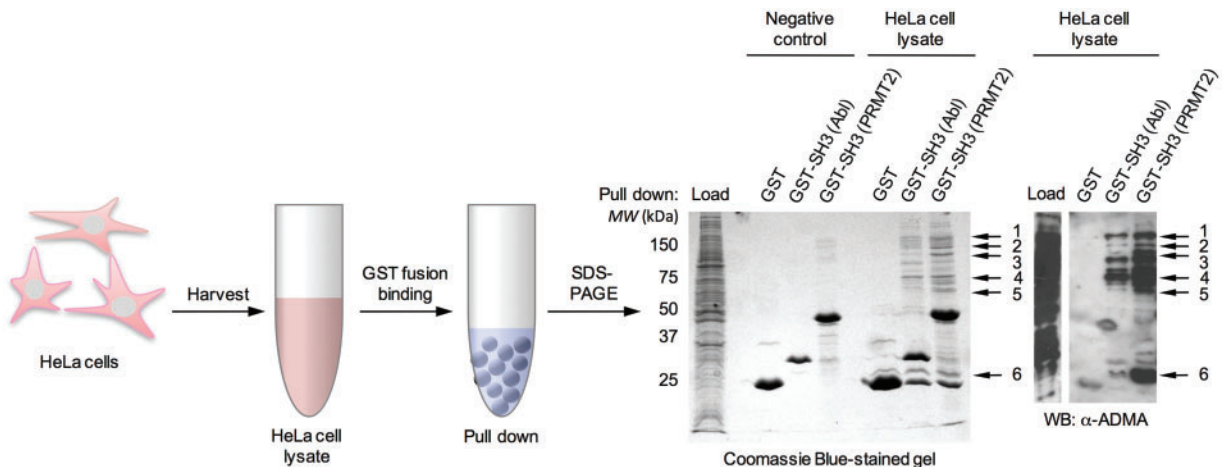 Negative
control
HeLa cell
lysate
HeLa cell
lysate
GST
GST-SH3 (Abl)
GST-SH3 (PRMT2)
GST
GST-SH3 (Abl)
GST-SH3 (PRMT2)
GST
GST-SH3 (Abl)
GST-SH3 (PRMT2)
Pull down: Load
Load
MW (kDa)
150
75
50
37
25
1
2
3
4
5
6
1
2
3
4
5
6
HeLa cells
Harvest
HeLa cell
lysate
GST fusion
binding
Pull down
SDS-
PAGE
Coomassie Blue-stained gel
WB: α-ADMA